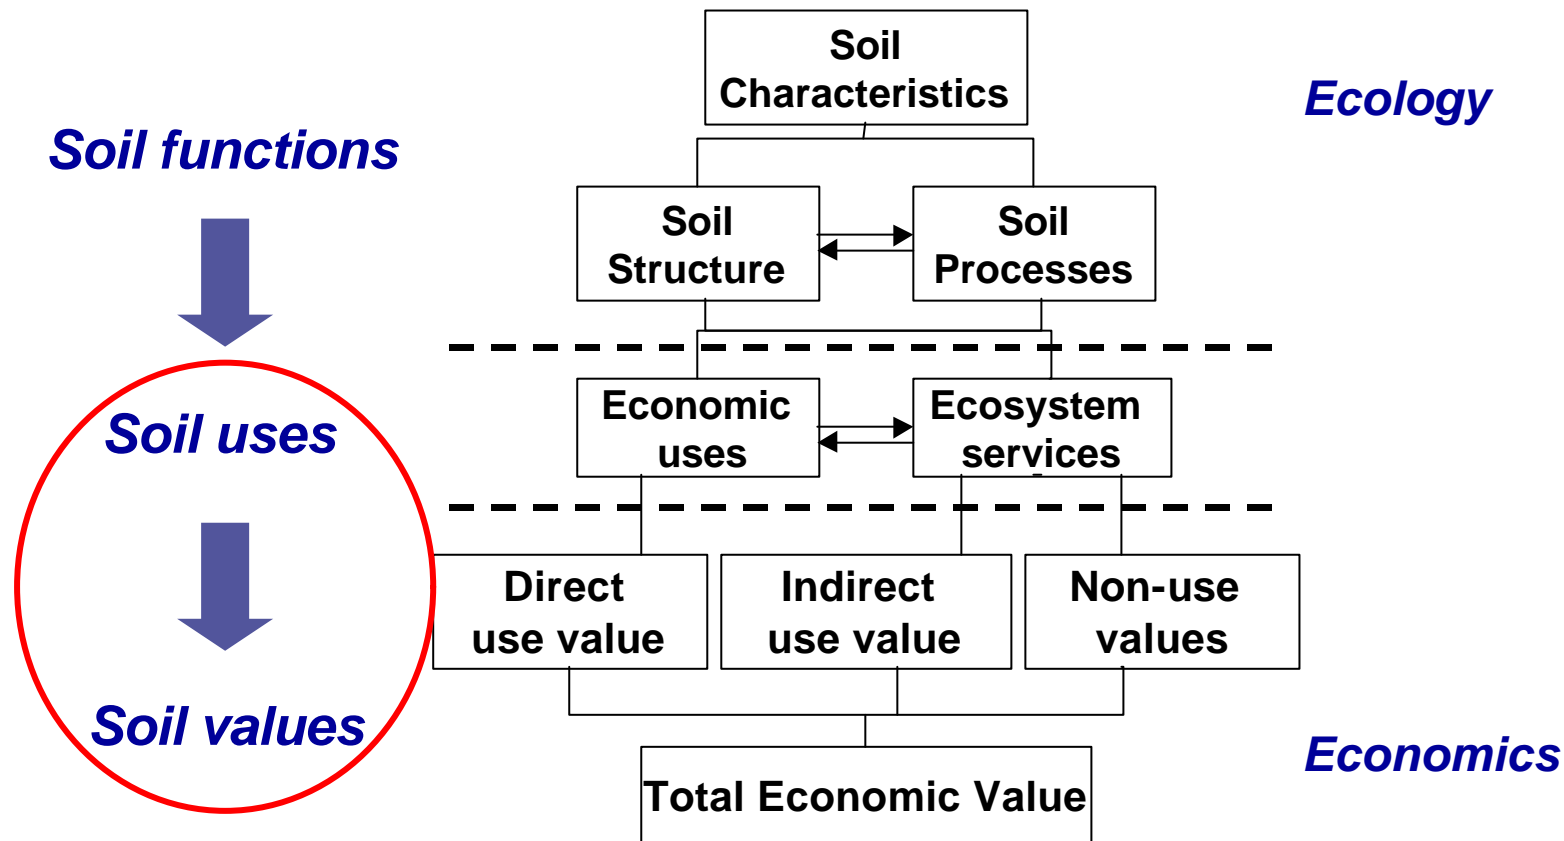 Soil
Characteristics
Ecology
Soil functions
Soil
Structure
Soil
Processes
Soil uses
Economic
uses
Ecosystem
services
Direct
use value
Indirect
use value
Non-use
values
Soil values
Economics
Total Economic Value